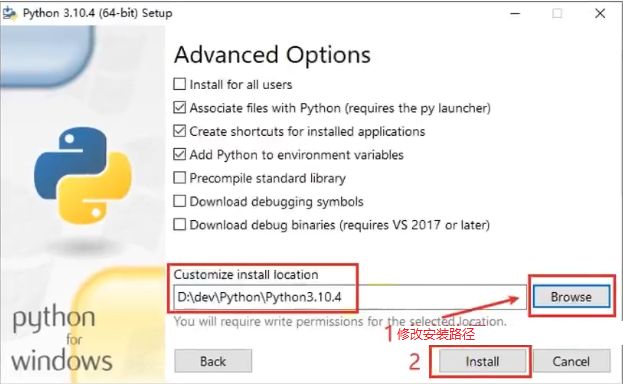 Python 3.10.4 (64-bit) Setup
Advanced Options
Install for all users
Associate files with Python (requires the py launcher)
Create shortcuts for installed applications
Add Python to environment variables
Precompile standard library
Download debugging symbols
Download debug binaries (requires VS 2017 or later)
Customize install location
D:\dev\Python\Python3.10.4
Browse
You will require write permissions for the selected location.
1 修改安装路径
python
for
windows
2
Back
Install
Cancel